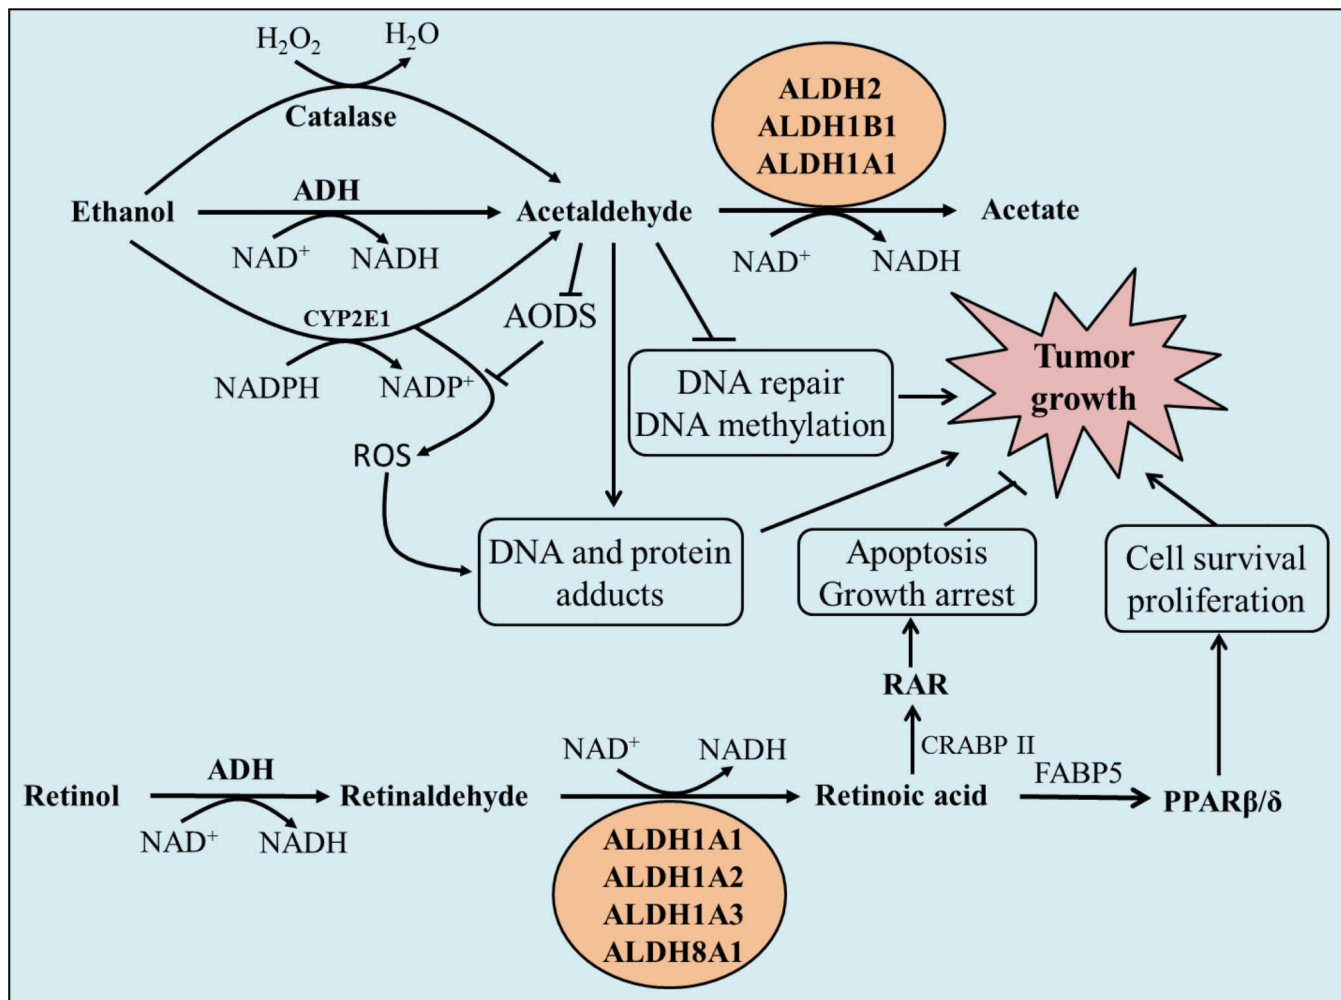 H₂O₂
H₂O
Catalase
ALDH2
ALDH1B1
ALDH1A1
Ethanol
ADH
NAD⁺
NADH
Acetaldehyde
NAD⁺
NADH
Acetate
CYP2E1
NADPH
NADP⁺
AODS
ROS
DNA repair
DNA methylation
Tumor
growth
DNA and protein
adducts
Apoptosis
Growth arrest
Cell survival
proliferation
RAR
CRABP II
Retinol
ADH
NAD⁺
NADH
Retinaldehyde
NAD⁺
NADH
ALDH1A1
ALDH1A2
ALDH1A3
ALDH8A1
Retinoic acid
FABP5
PPARβ/δ